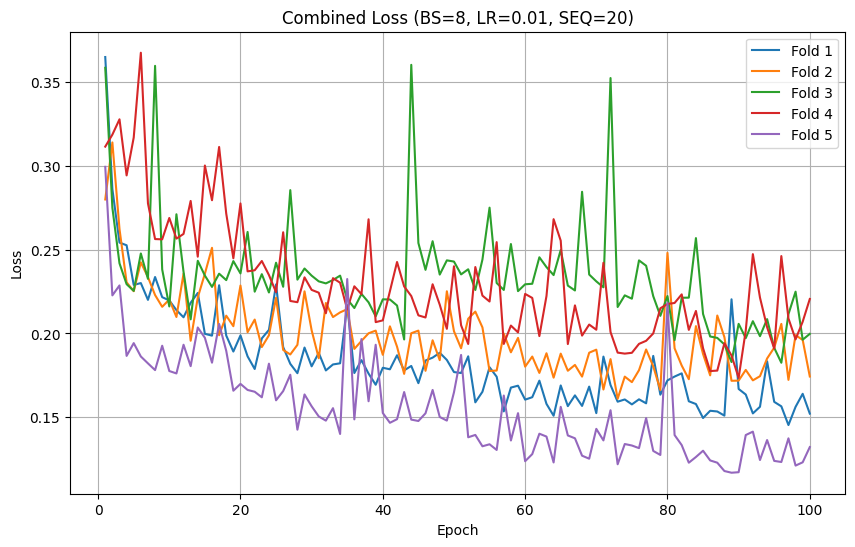 Combined Loss (BS=8, LR=0.01, SEQ=20)
Fold 1
Fold 2
Fold 3
Fold 4
Fold 5
0.35
0.30
0.25
0.20
0.15
Loss
0 20 40 60 80 100
Epoch